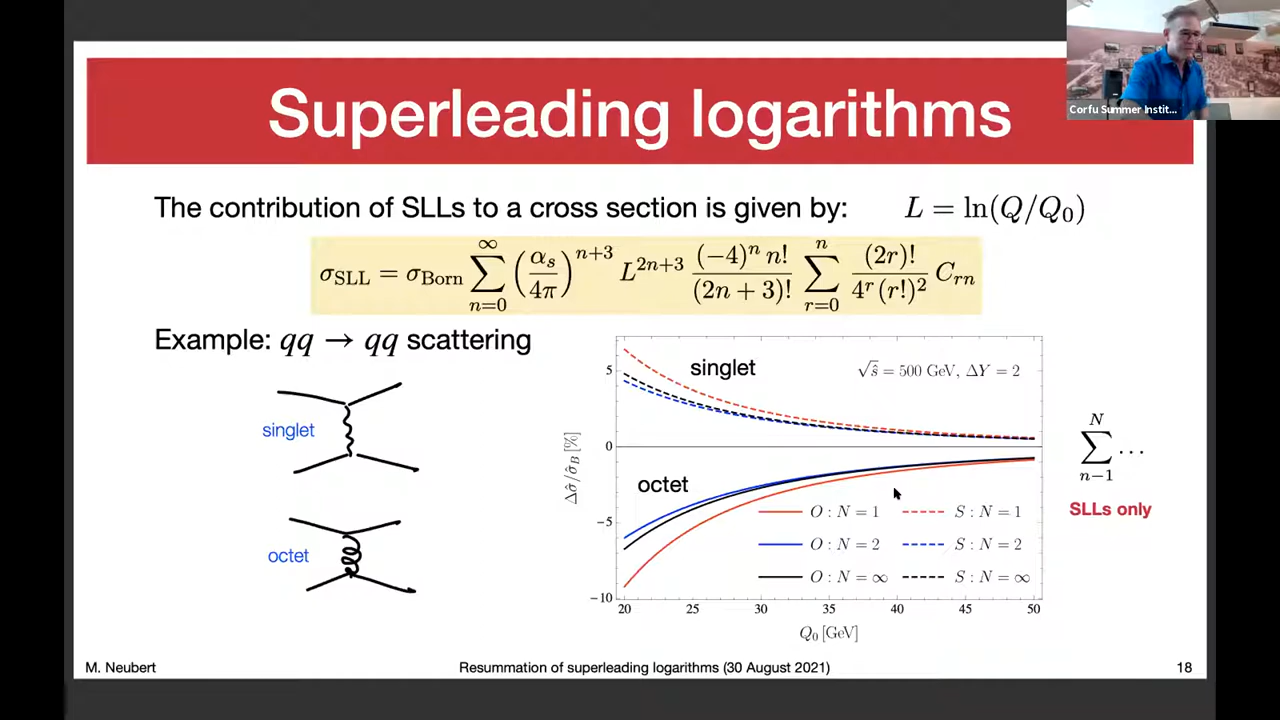 Superleading logarithms
Corfu Summer Instit...
The contribution of SLLs to a cross section is given by: L = ln(Q/Q₀)
σ_SLL = σ_Born ∑_{n=0}^{∞} (α_s/4π)^{n+3} L^{2n+3} (−4)^n n!/(2n + 3)! ∑_{r=0}^{n} (2r)!/(4^r (r!)²) C_{rn}
Example: qq → qq scattering
singlet
octet
singlet
√ŝ = 500 GeV, ΔY = 2
octet
O : N = 1 S : N = 1
O : N = 2 S : N = 2
O : N = ∞ S : N = ∞
Δσ̂/σ̂_B [%]
5
0
−5
−10
20 25 30 35 40 45 50
Q₀ [GeV]
∑_{n−1}^{N} ...
SLLs only
M. Neubert Resummation of superleading logarithms (30 August 2021) 18